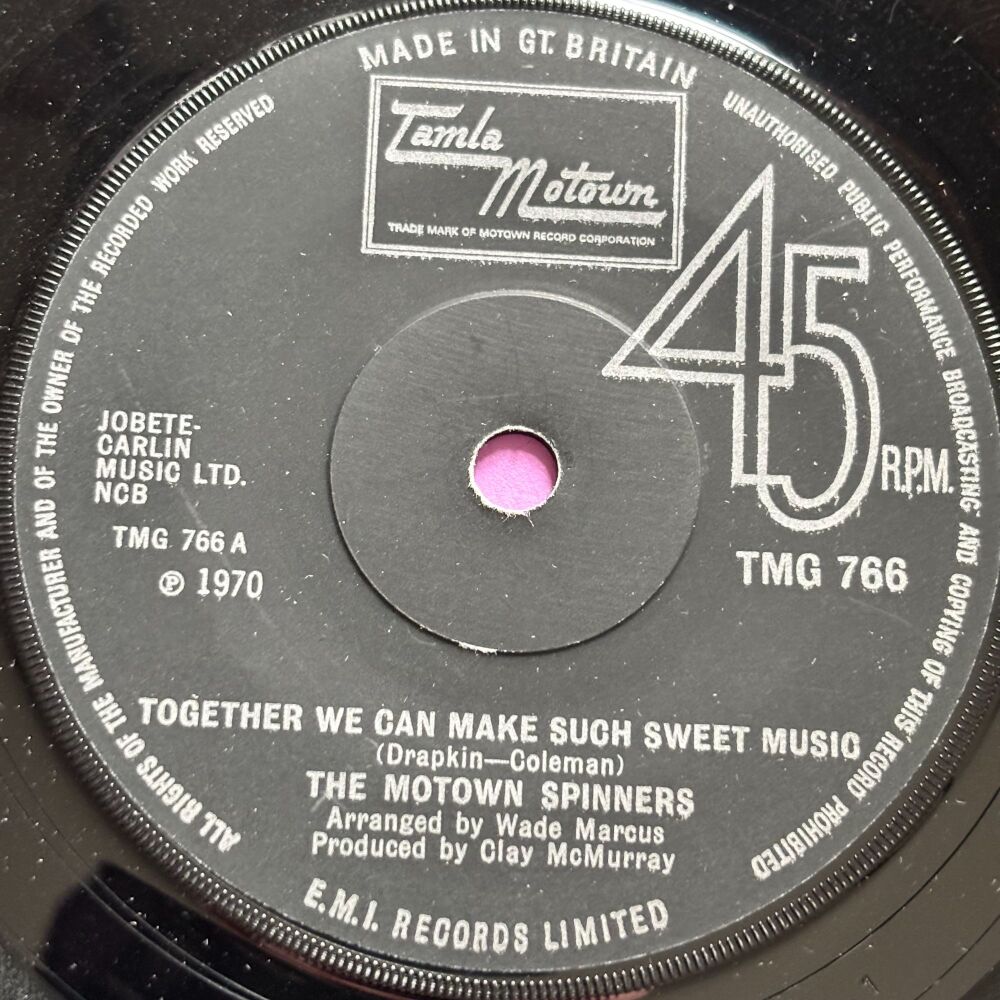 MADE IN GT. BRITAIN
Tamla
Motown
TRADE MARK OF MOTOWN RECORD CORPORATION
UNAUTHORISED PUBLIC PERFORMANCE, BROADCASTING AND COPYING OF THIS RECORD PROHIBITED
ALL RIGHTS OF THE MANUFACTURER AND OF THE OWNER OF THE RECORDED WORK RESERVED
45
R.P.M.
JOBETE-
CARLIN
MUSIC LTD.
NCB
TMG 766 A
℗ 1970
TMG 766
TOGETHER WE CAN MAKE SUCH SWEET MUSIC
(Drapkin—Coleman)
THE MOTOWN SPINNERS
Arranged by Wade Marcus
Produced by Clay McMurray
E.M.I. RECORDS LIMITED